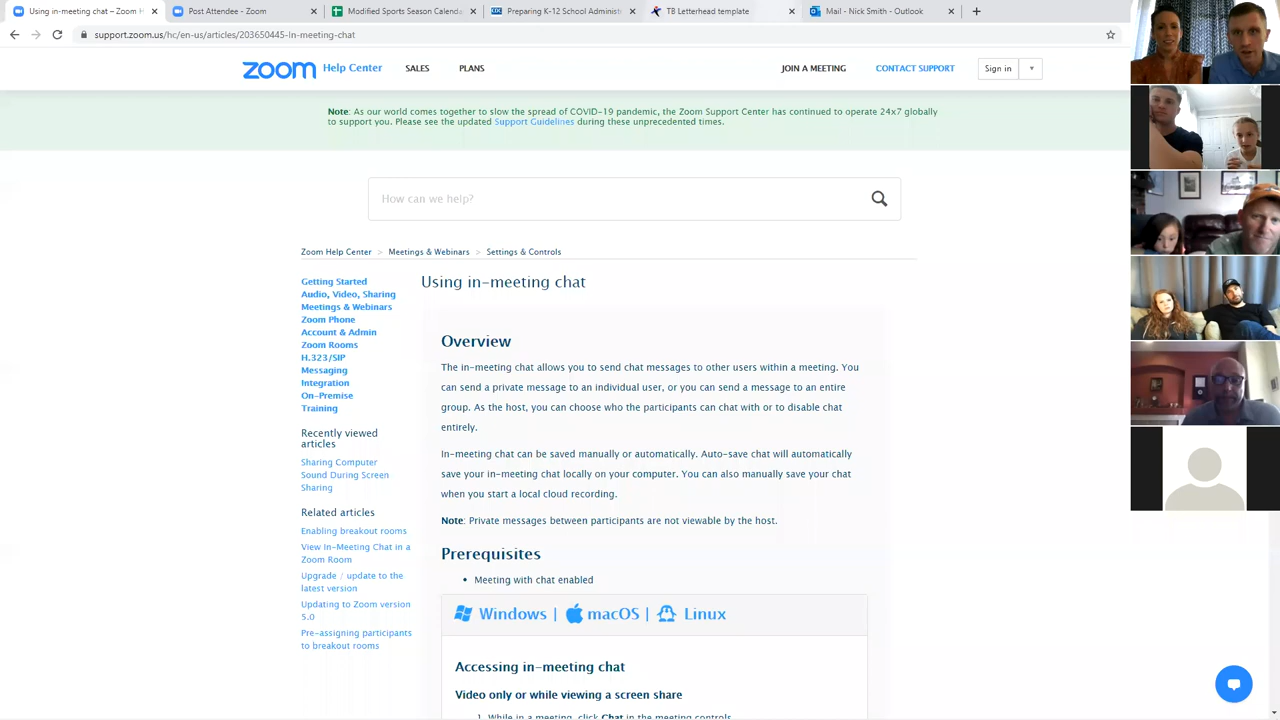 Using in-meeting chat – Zoom H
Post Attendee - Zoom
Modified Sports Season Calenda
Preparing K-12 School Administ
TB Letterhead template
Mail - Nick Smith - Outlook
support.zoom.us/hc/en-us/articles/203650445-In-meeting-chat
zoom Help Center SALES PLANS JOIN A MEETING CONTACT SUPPORT Sign in
Note: As our world comes together to slow the spread of COVID-19 pandemic, the Zoom Support Center has continued to operate 24x7 globally
to support you. Please see the updated Support Guidelines during these unprecedented times.
How can we help?
Zoom Help Center > Meetings & Webinars > Settings & Controls
Getting Started
Audio, Video, Sharing
Meetings & Webinars
Zoom Phone
Account & Admin
Zoom Rooms
H.323/SIP
Messaging
Integration
On-Premise
Training
Recently viewed
articles
Sharing Computer
Sound During Screen
Sharing
Related articles
Enabling breakout rooms
View In-Meeting Chat in a
Zoom Room
Upgrade / update to the
latest version
Updating to Zoom version
5.0
Pre-assigning participants
to breakout rooms
Using in-meeting chat
Overview
The in-meeting chat allows you to send chat messages to other users within a meeting. You
can send a private message to an individual user, or you can send a message to an entire
group. As the host, you can choose who the participants can chat with or to disable chat
entirely.
In-meeting chat can be saved manually or automatically. Auto-save chat will automatically
save your in-meeting chat locally on your computer. You can also manually save your chat
when you start a local cloud recording.
Note: Private messages between participants are not viewable by the host.
Prerequisites
• Meeting with chat enabled
Windows | macOS | Linux
Accessing in-meeting chat
Video only or while viewing a screen share
1. While in a meeting, click Chat in the meeting controls.